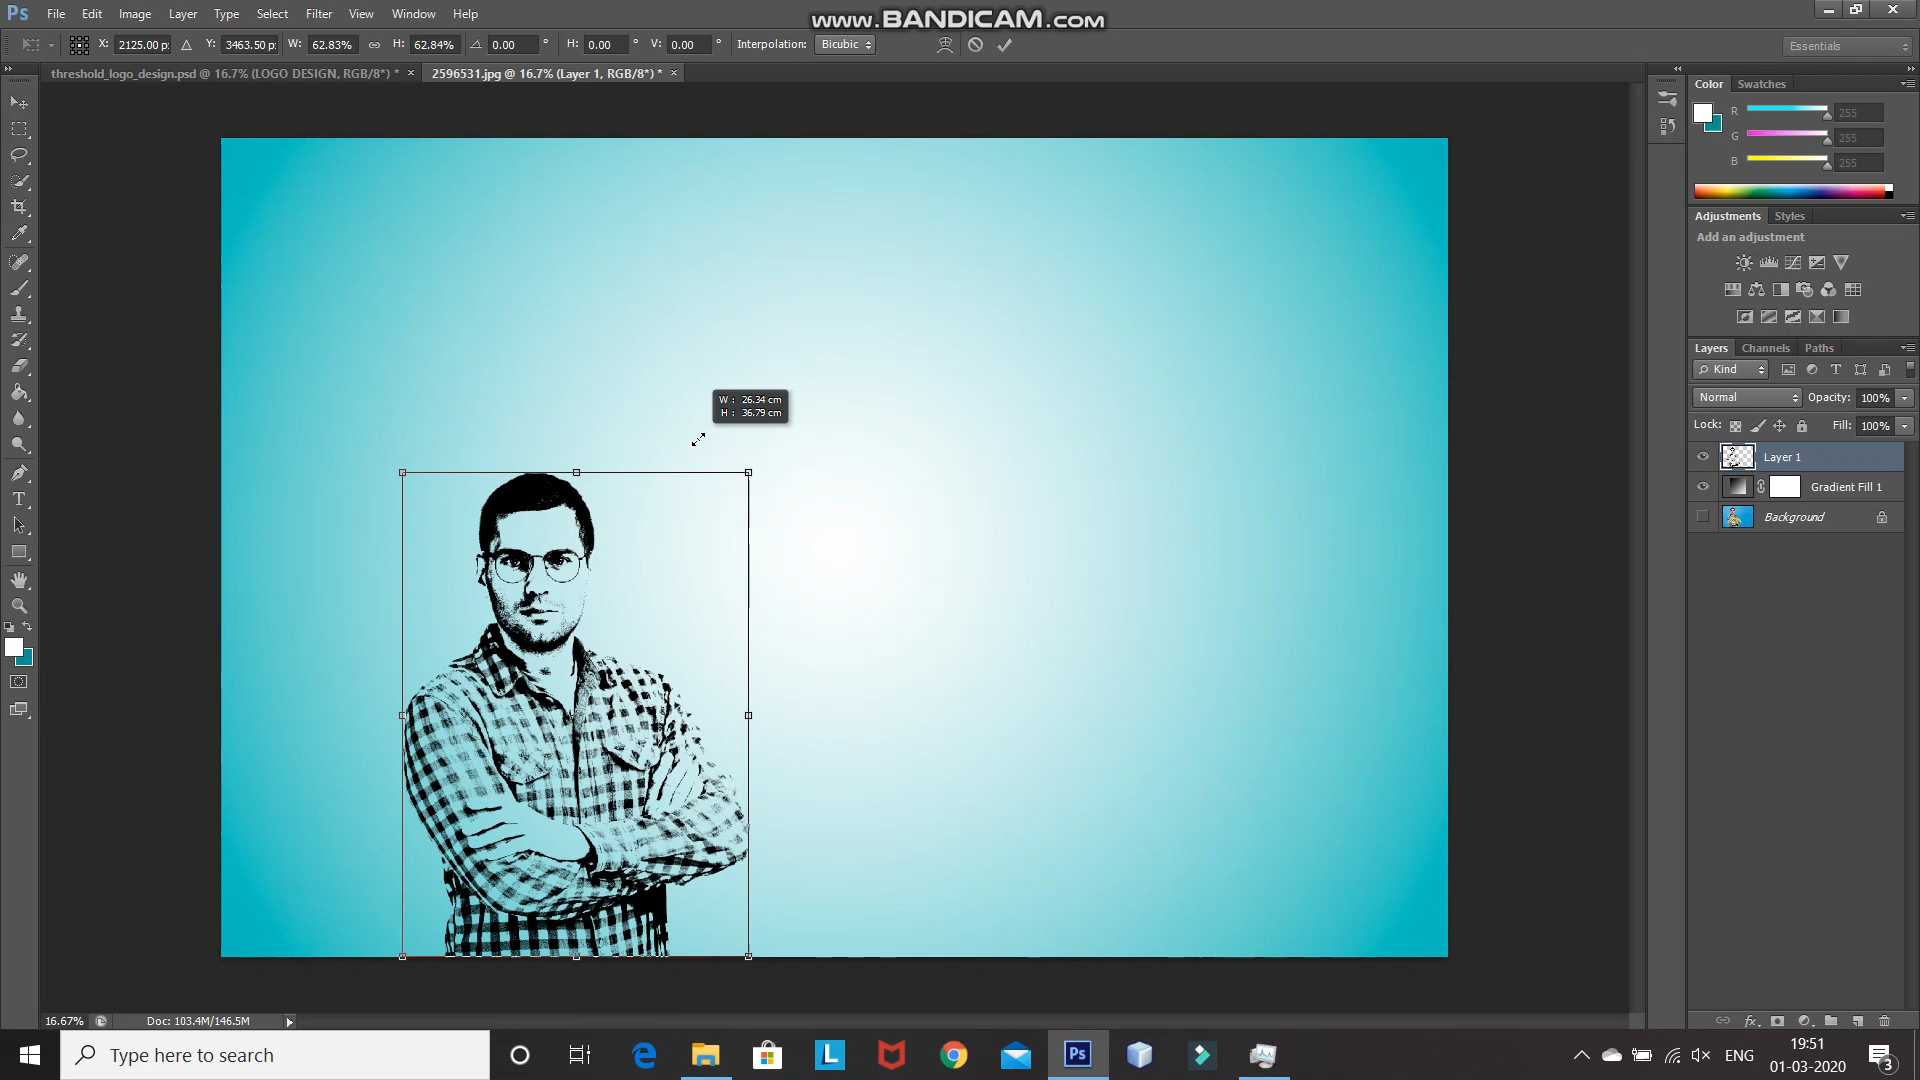 www.BANDICAM.com
Ps File Edit Image Layer Type Select Filter View Window Help
X: 2125.00 p: Y: 3463.50 p: W: 62.83% H: 62.84% 0.00 ° H: 0.00 ° V: 0.00 ° Interpolation: Bicubic Essentials
threshold_logo_design.psd @ 16.7% (LOGO DESIGN, RGB/8*) * × 2596531.jpg @ 16.7% (Layer 1, RGB/8*) * ×
Color Swatches
R 255
G 255
B 255
Adjustments Styles
Add an adjustment
Layers Channels Paths
Kind
Normal Opacity: 100%
Lock: Fill: 100%
Layer 1
Gradient Fill 1
Background
W : 26.34 cm
H : 36.79 cm
16.67% Doc: 103.4M/146.5M
Type here to search
L
Ps
ENG
19:51
01-03-2020
3